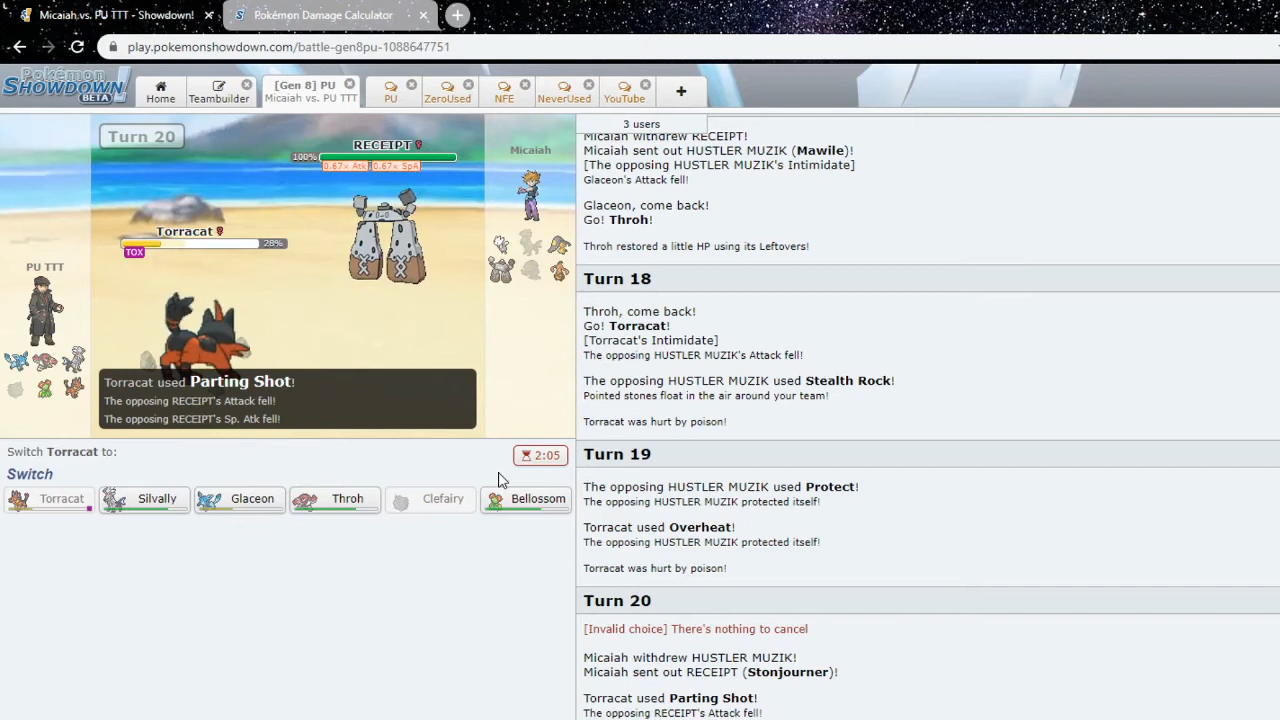 Micaiah vs. PU TTT - Showdown!
Pokémon Damage Calculator
play.pokemonshowdown.com/battle-gen8pu-1088647751
Pokémon
SHOWDOWN
BETA
Home
Teambuilder
[Gen 8] PU
Micaiah vs. PU TTT
PU
ZeroUsed
NFE
NeverUsed
YouTube
Turn 20
RECEIPT
100%
0.67× Atk 0.67× SpA
Micaiah
Torracat
28%
TOX
PU TTT
Torracat used Parting Shot!
The opposing RECEIPT's Attack fell!
The opposing RECEIPT's Sp. Atk fell!
Switch Torracat to:
2:05
Switch
Torracat
Silvally
Glaceon
Throh
Clefairy
Bellossom
3 users
Micaiah withdrew RECEIPT!
Micaiah sent out HUSTLER MUZIK (Mawile)!
[The opposing HUSTLER MUZIK's Intimidate]
Glaceon's Attack fell!
Glaceon, come back!
Go! Throh!
Throh restored a little HP using its Leftovers!
Turn 18
Throh, come back!
Go! Torracat!
[Torracat's Intimidate]
The opposing HUSTLER MUZIK's Attack fell!
The opposing HUSTLER MUZIK used Stealth Rock!
Pointed stones float in the air around your team!
Torracat was hurt by poison!
Turn 19
The opposing HUSTLER MUZIK used Protect!
The opposing HUSTLER MUZIK protected itself!
Torracat used Overheat!
The opposing HUSTLER MUZIK protected itself!
Torracat was hurt by poison!
Turn 20
[Invalid choice] There's nothing to cancel
Micaiah withdrew HUSTLER MUZIK!
Micaiah sent out RECEIPT (Stonjourner)!
Torracat used Parting Shot!
The opposing RECEIPT's Attack fell!